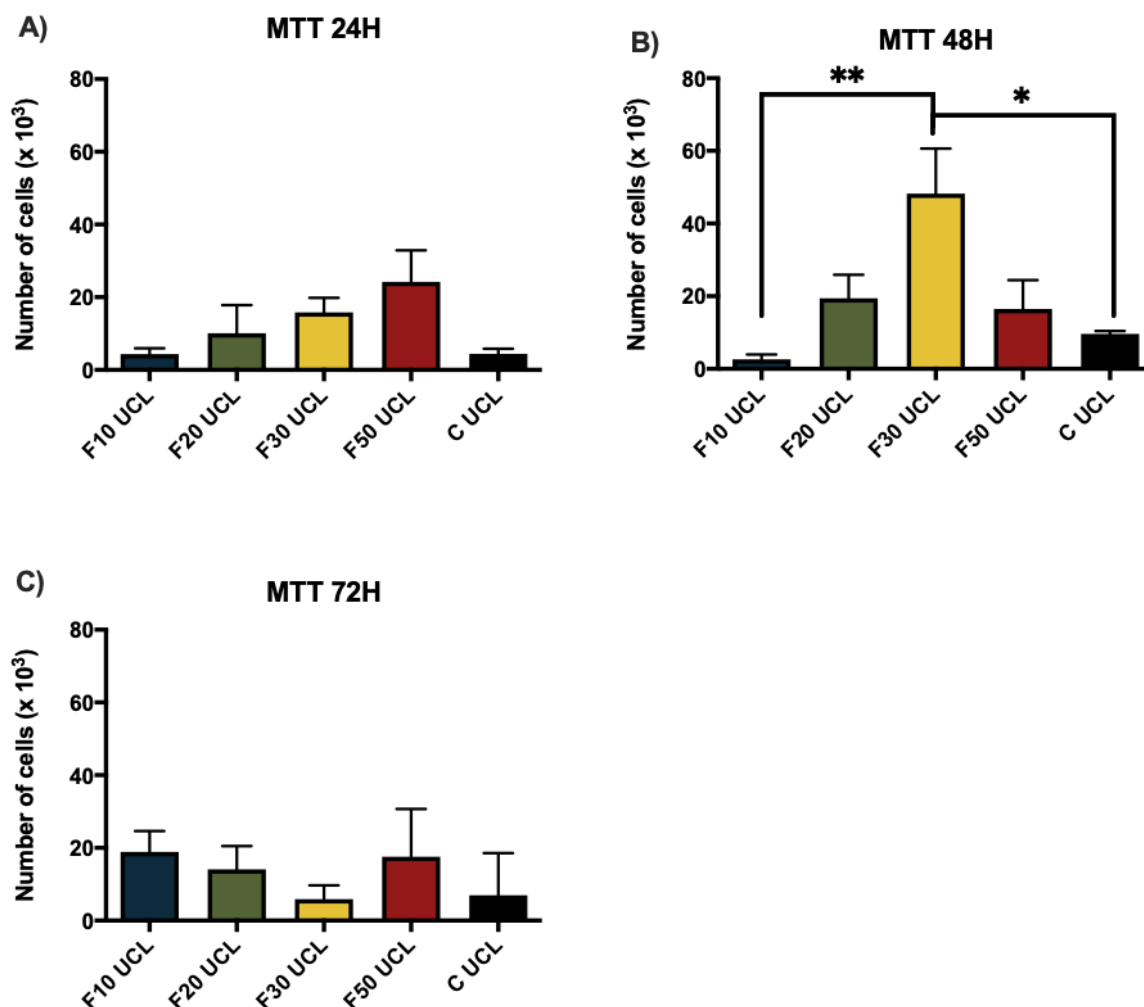 A)
MTT 24H
Number of cells (x 10³)
80
60
40
20
0
F10 UCL
F20 UCL
F30 UCL
F50 UCL
C UCL
B)
MTT 48H
Number of cells (x 10³)
80
60
40
20
0
**
*
F10 UCL
F20 UCL
F30 UCL
F50 UCL
C UCL
C)
MTT 72H
Number of cells (x 10³)
80
60
40
20
0
F10 UCL
F20 UCL
F30 UCL
F50 UCL
C UCL